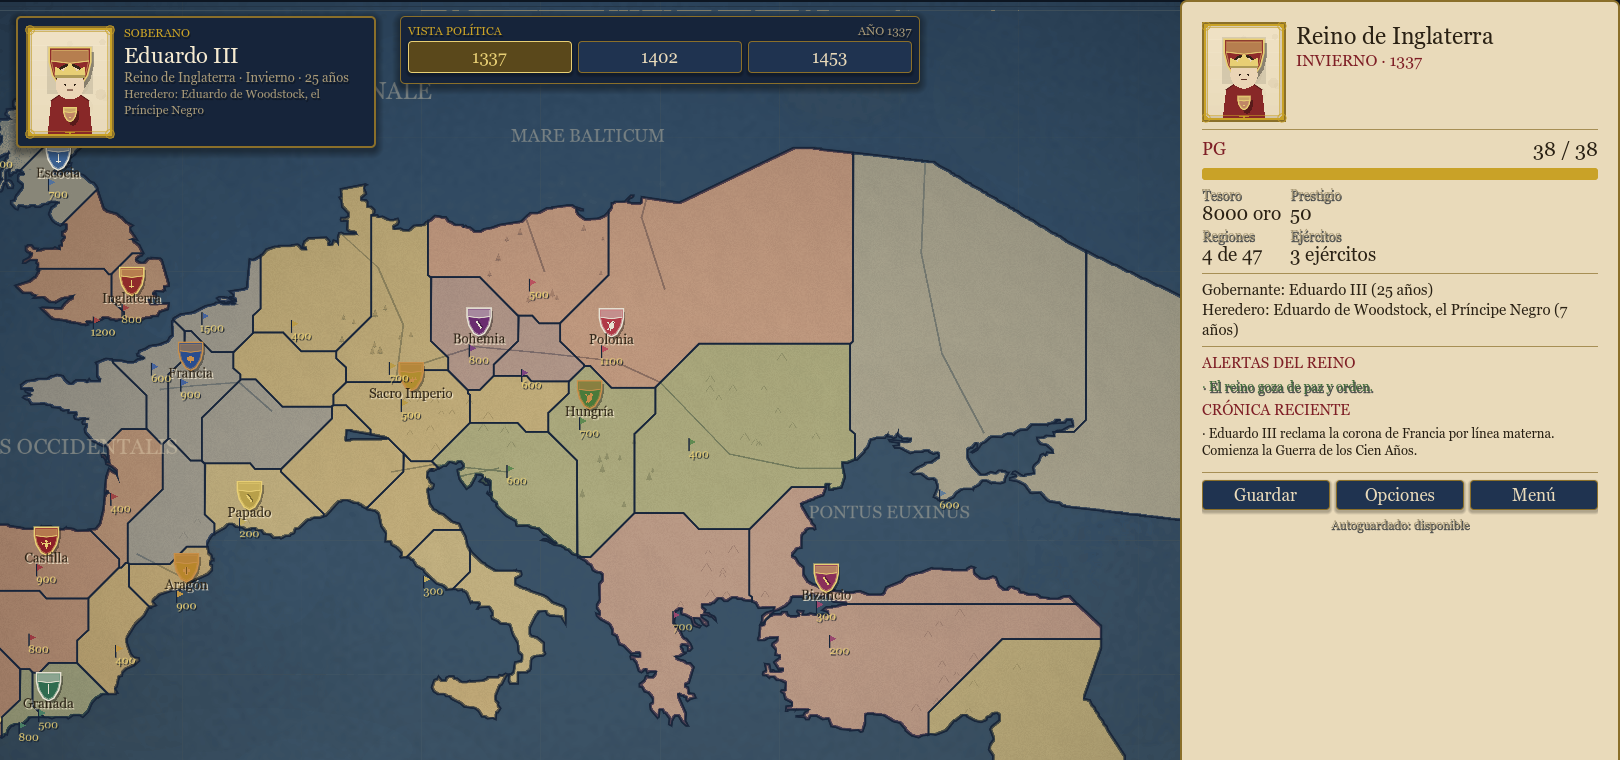 SOBERANO
Eduardo III
Reino de Inglaterra · Invierno · 25 años
Heredero: Eduardo de Woodstock, el
Príncipe Negro
VISTA POLÍTICA
AÑO 1337
1337
1402
1453
NALE
MARE BALTICUM
Escocia
700
Inglaterra
800
1200
1500
400
500
Bohemia
800
Polonia
1100
600
Francia
900
700
Sacro Imperio
500
600
Hungría
700
400
600
S OCCIDENTALIS
400
Papado
200
PONTUS EUXINUS
600
Castilla
900
Aragón
900
300
Bizancio
300
700
200
800
400
Granada
500
800
Reino de Inglaterra
INVIERNO · 1337
PG
38 / 38
Tesoro
Prestigio
8000 oro
50
Regiones
Ejércitos
4 de 47
3 ejércitos
Gobernante: Eduardo III (25 años)
Heredero: Eduardo de Woodstock, el Príncipe Negro (7
años)
ALERTAS DEL REINO
· El reino goza de paz y orden.
CRÓNICA RECIENTE
· Eduardo III reclama la corona de Francia por línea materna.
Comienza la Guerra de los Cien Años.
Guardar
Opciones
Menú
Autoguardado: disponible